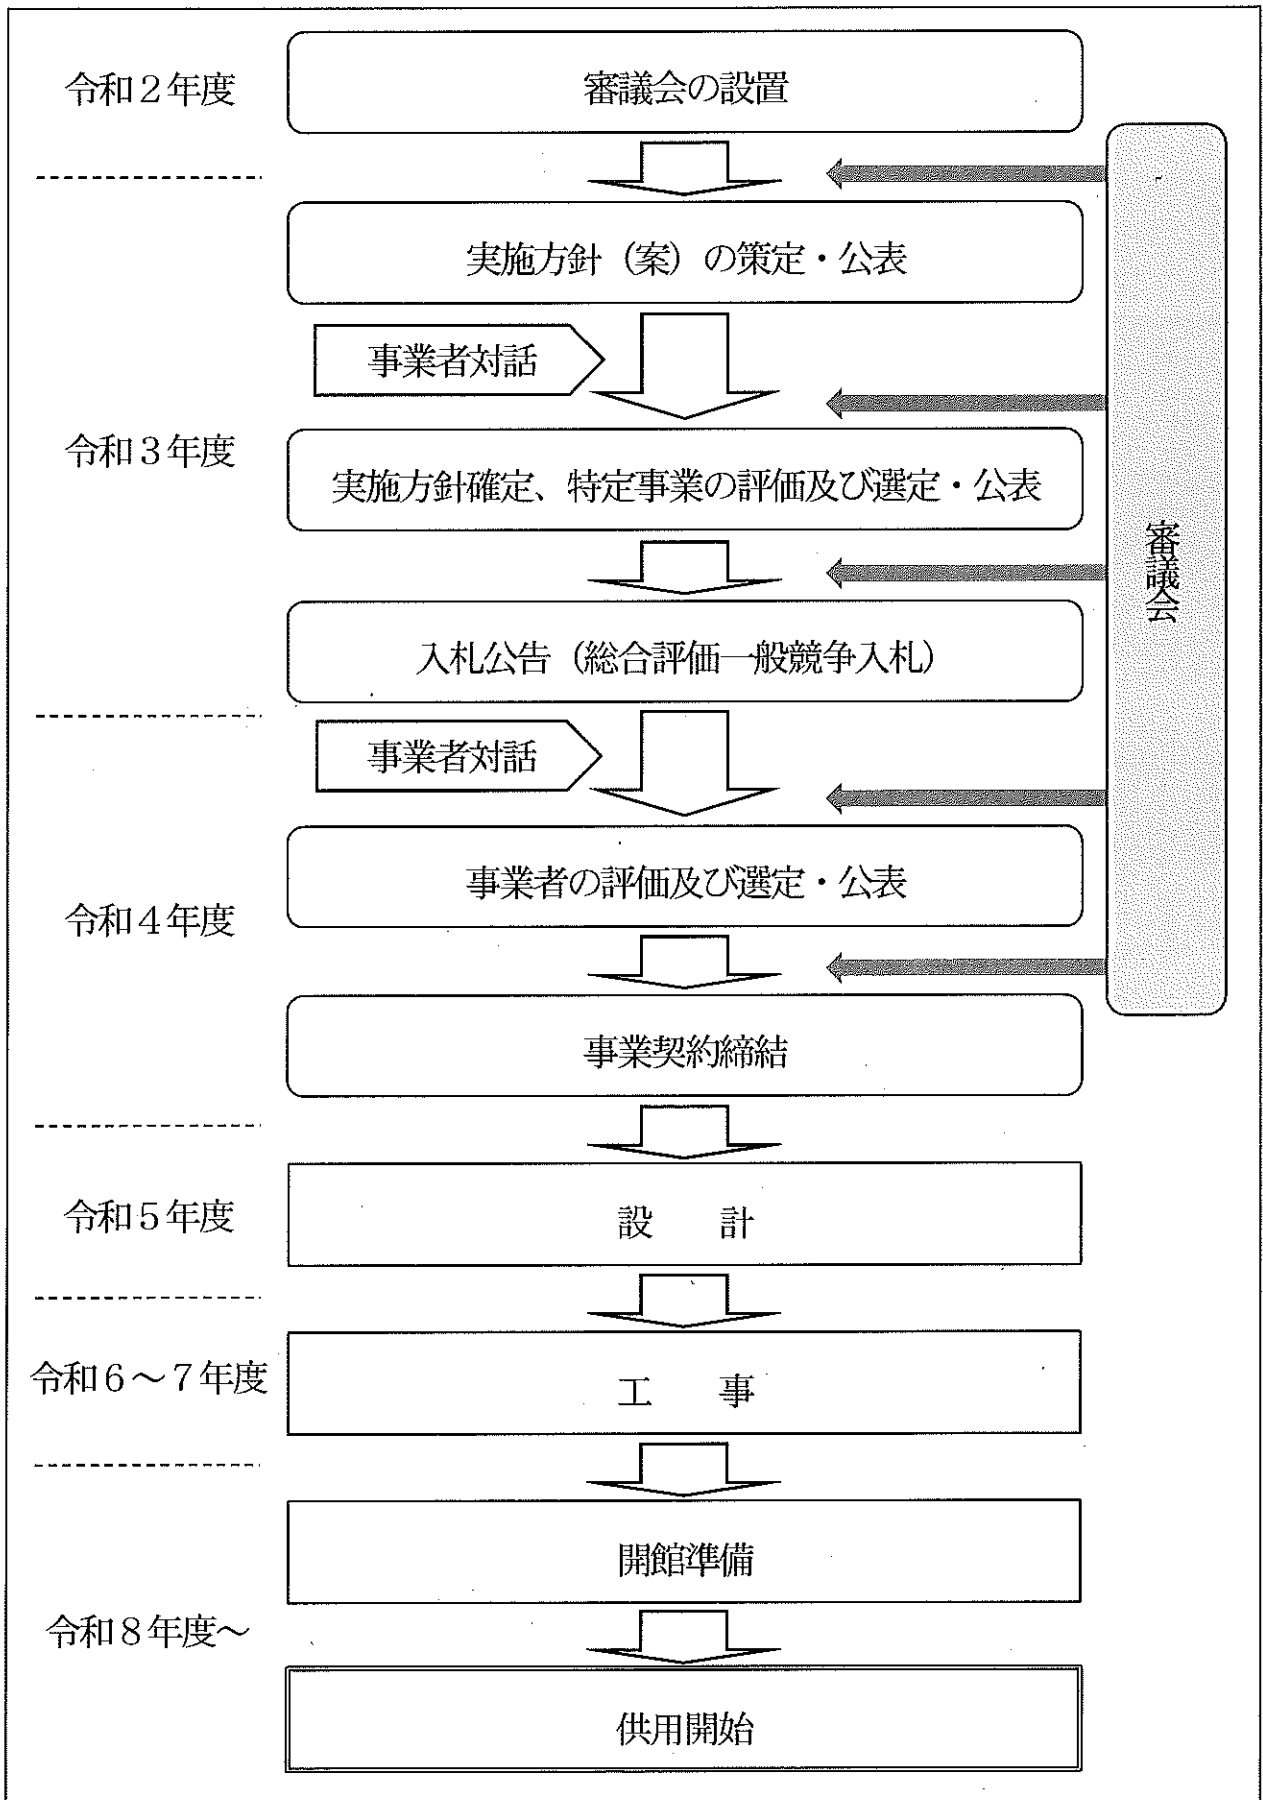 令和２年度
審議会の設置
実施方針（案）の策定・公表
事業者対話
令和３年度
実施方針確定、特定事業の評価及び選定・公表
審議会
入札公告（総合評価一般競争入札）
事業者対話
事業者の評価及び選定・公表
令和４年度
事業契約締結
令和５年度
設　　計
令和６～７年度
工　　事
開館準備
令和８年度～
供用開始